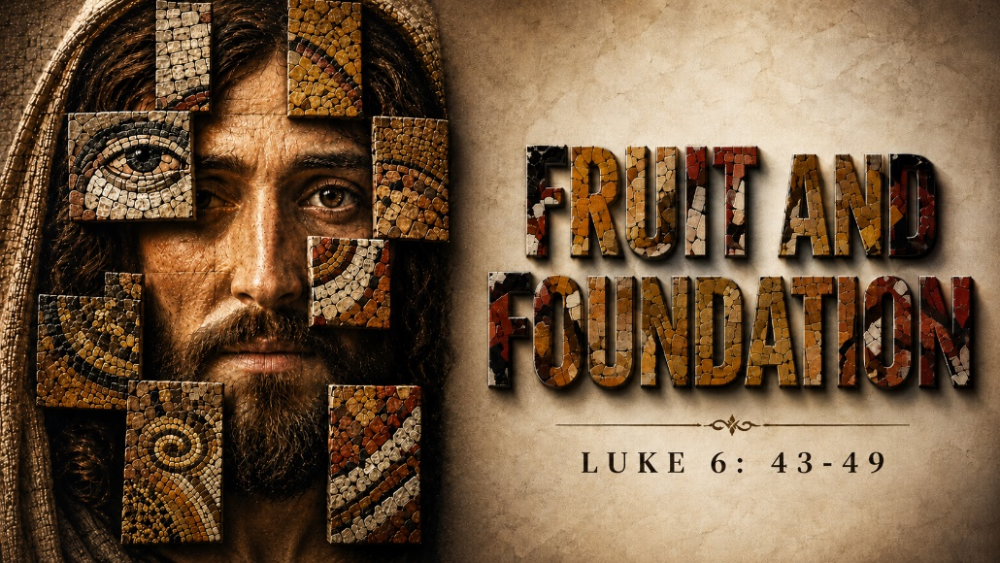 FRUIT AND
FOUNDATION
LUKE 6: 43-49